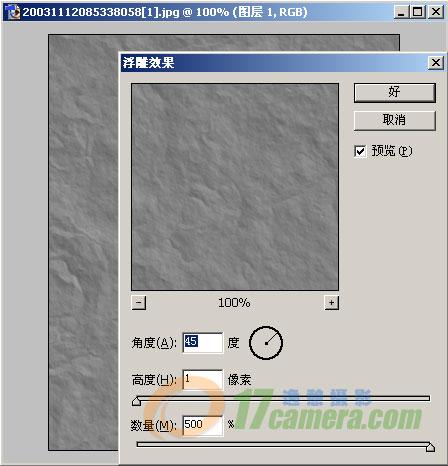 20031112085338058[1].jpg @ 100% (图层 1, RGB)
浮雕效果
好
取消
预览(P)
100%
角度(A): 45 度
高度(H): 1 像素
数量(M): 500 %
17camera.com